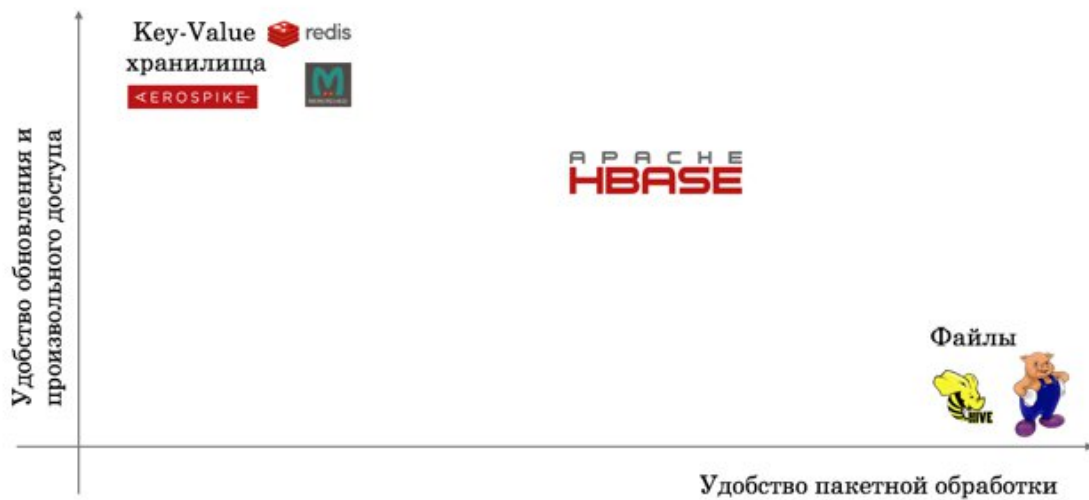 Key-Value redis
хранилища
AEROSPIKE
Удобство обновления и
произвольного доступа
APACHE
HBASE
Файлы
HIVE
Удобство пакетной обработки